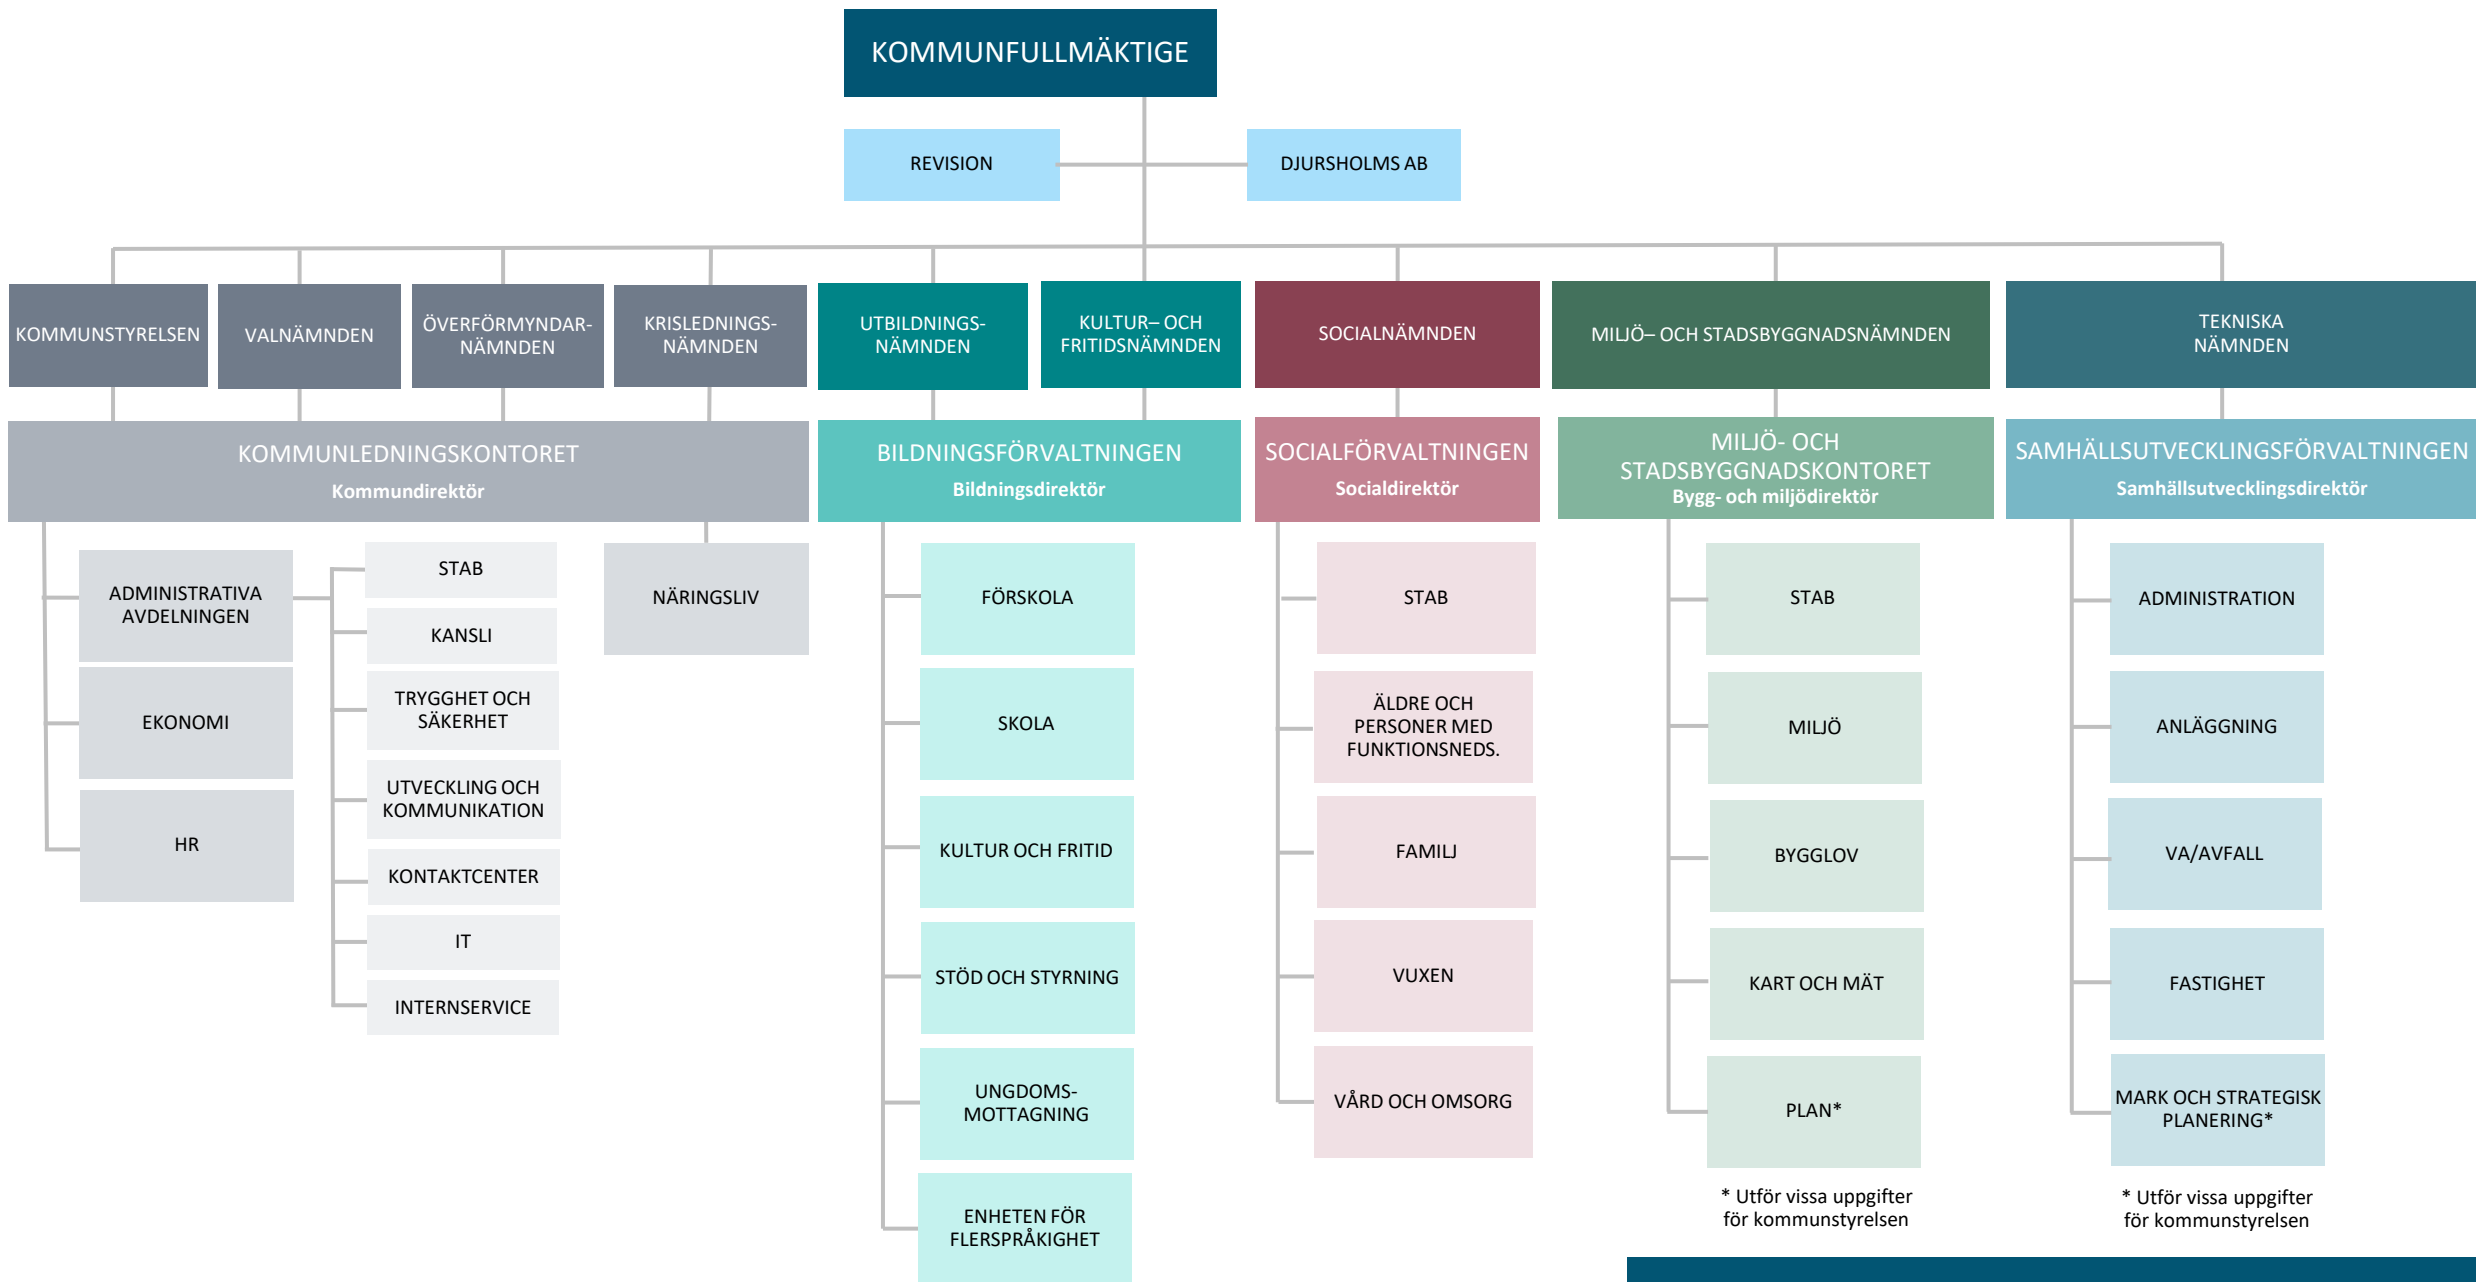 KOMMUNFULLMÄKTIGE
REVISION
DJURSHOLMS AB
KOMMUNSTYRELSEN
VALNÄMNDEN
ÖVERFÖRMYNDAR-
NÄMNDEN
KRISLEDNINGS-
NÄMNDEN
UTBILDNINGS-
NÄMNDEN
KULTUR– OCH
FRITIDSNÄMNDEN
SOCIALNÄMNDEN
MILJÖ– OCH STADSBYGGNADSNÄMNDEN
TEKNISKA
NÄMNDEN
KOMMUNLEDNINGSKONTORET
Kommundirektör
BILDNINGSFÖRVALTNINGEN
Bildningsdirektör
SOCIALFÖRVALTNINGEN
Socialdirektör
MILJÖ- OCH
STADSBYGGNADSKONTORET
Bygg- och miljödirektör
SAMHÄLLSUTVECKLINGSFÖRVALTNINGEN
Samhällsutvecklingsdirektör
ADMINISTRATIVA
AVDELNINGEN
EKONOMI
HR
STAB
KANSLI
TRYGGHET OCH
SÄKERHET
UTVECKLING OCH
KOMMUNIKATION
KONTAKTCENTER
IT
INTERNSERVICE
NÄRINGSLIV
FÖRSKOLA
SKOLA
KULTUR OCH FRITID
STÖD OCH STYRNING
UNGDOMS-
MOTTAGNING
ENHETEN FÖR
FLERSPRÅKIGHET
STAB
ÄLDRE OCH
PERSONER MED
FUNKTIONSNEDS.
FAMILJ
VUXEN
VÅRD OCH OMSORG
STAB
MILJÖ
BYGGLOV
KART OCH MÄT
PLAN*
* Utför vissa uppgifter
för kommunstyrelsen
ADMINISTRATION
ANLÄGGNING
VA/AVFALL
FASTIGHET
MARK OCH STRATEGISK
PLANERING*
* Utför vissa uppgifter
för kommunstyrelsen